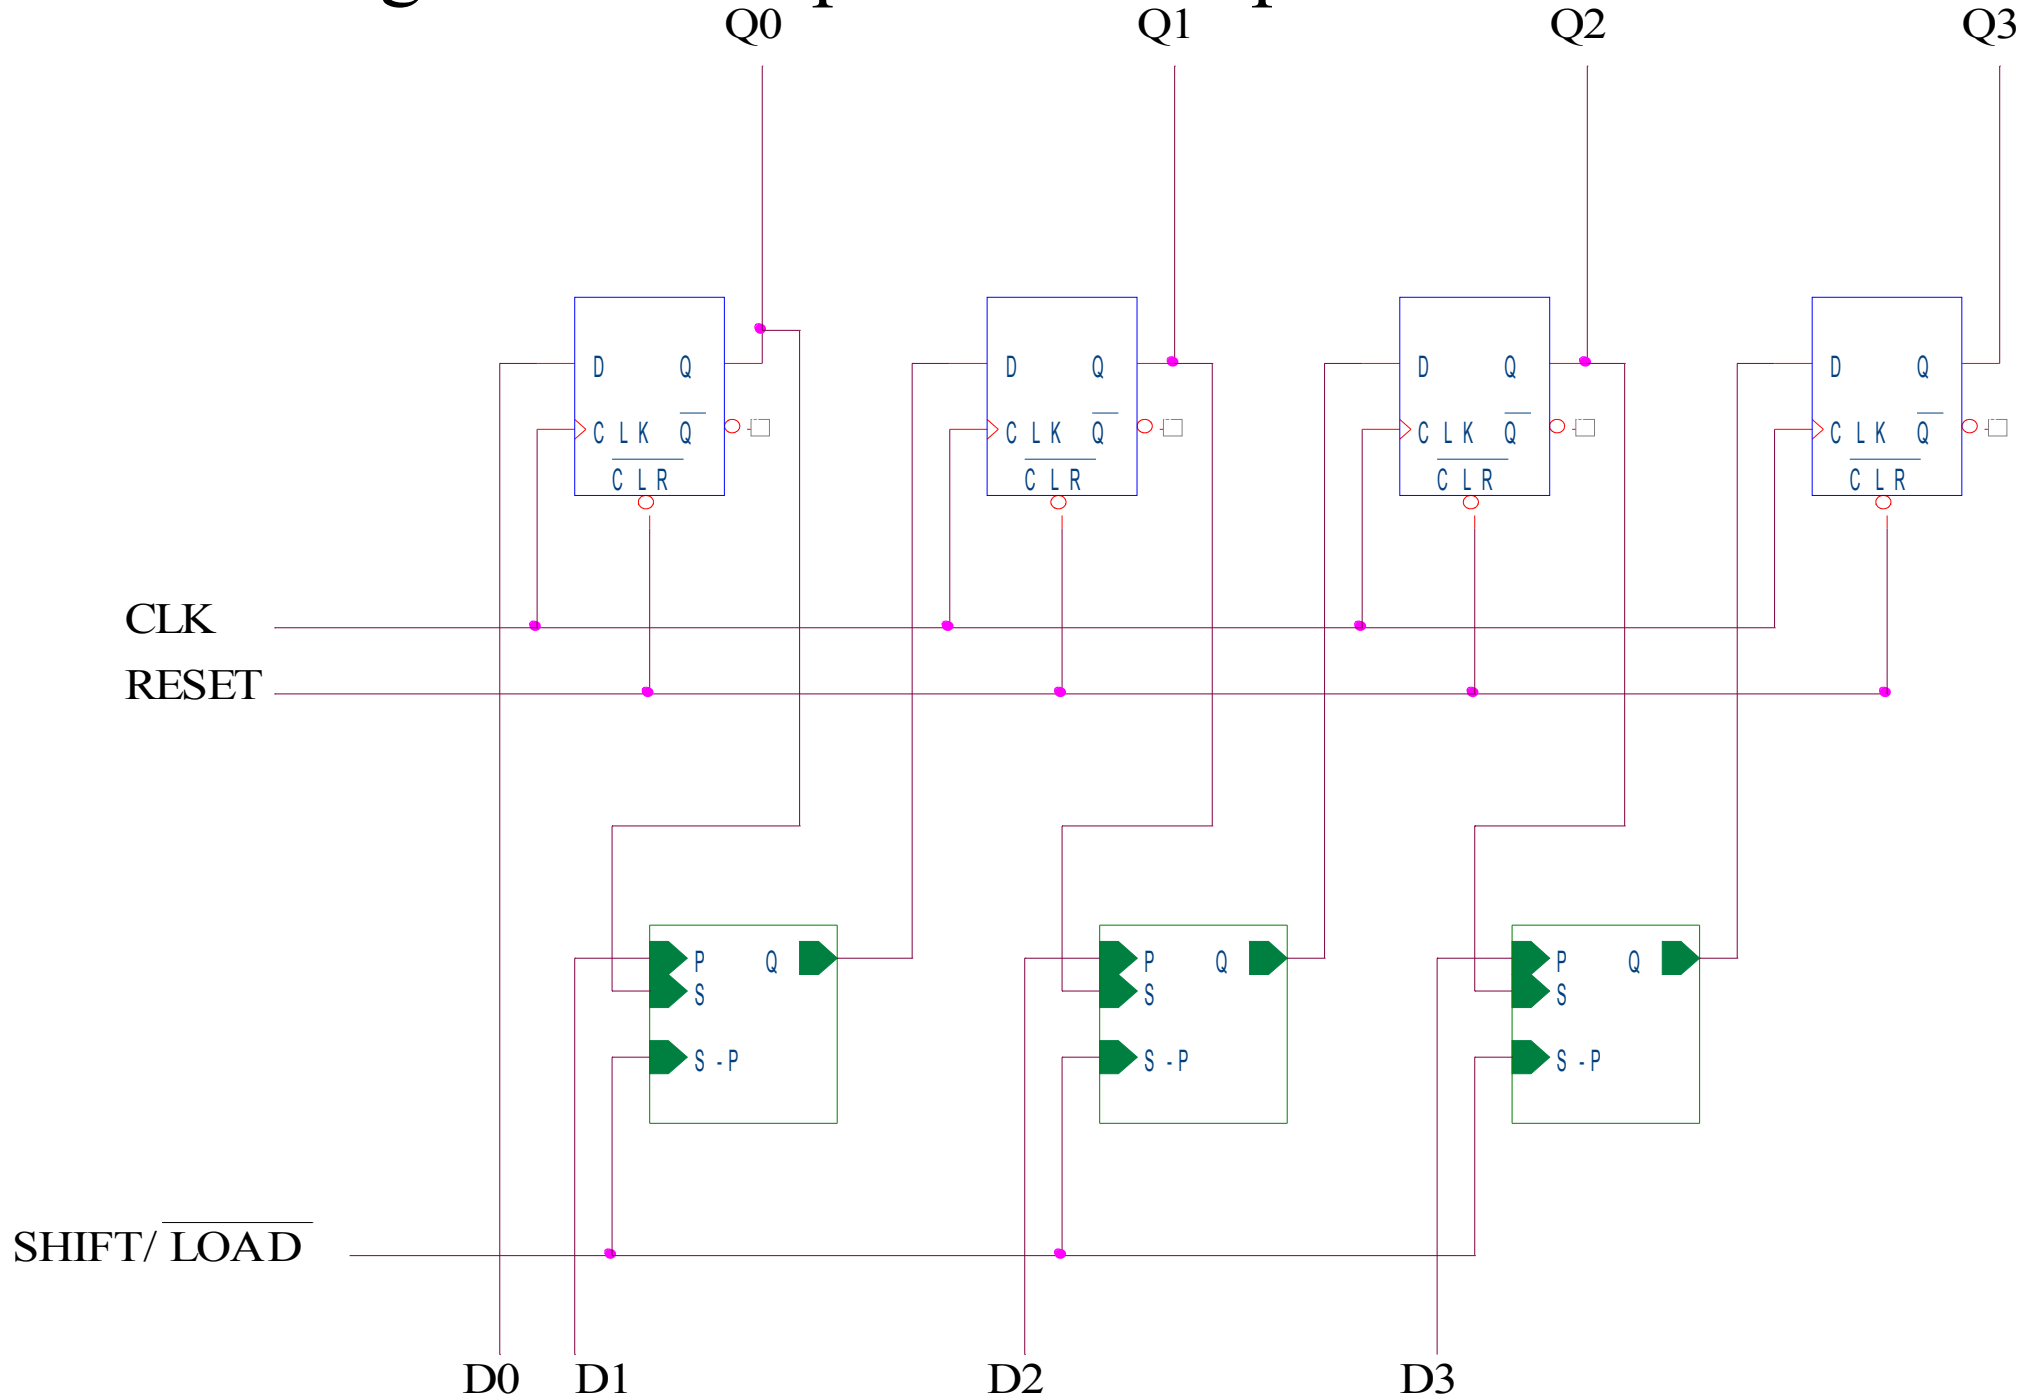 Q0 Q1 Q2 Q3
D Q D Q D Q D Q
CLK Q CLK Q CLK Q CLK Q
CLR CLR CLR CLR
CLK
RESET
P Q P Q P Q
S S S
S-P S-P S-P
SHIFT/ LOAD
D0 D1 D2 D3